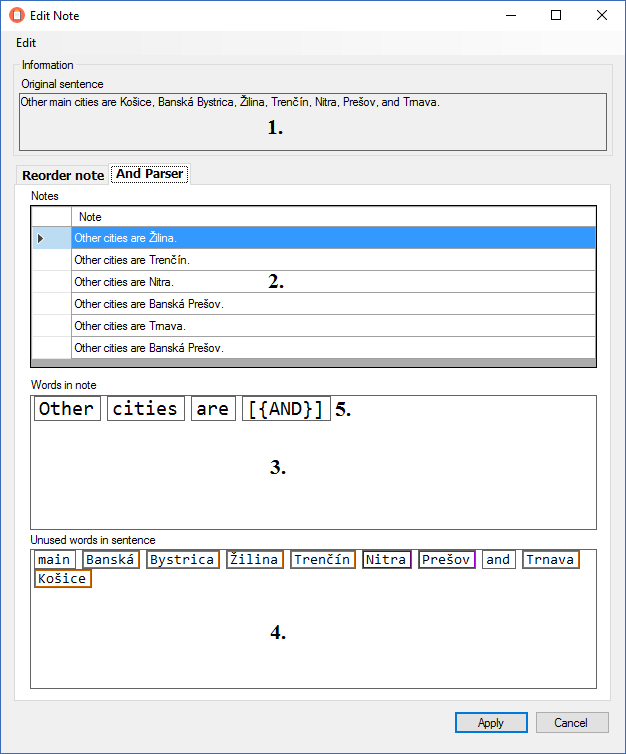 Edit Note
Edit
Information
Original sentence
Other main cities are Košice, Banská Bystrica, Žilina, Trenčín, Nitra, Prešov, and Trnava.
1.
Reorder note And Parser
Notes
Note
Other cities are Žilina.
Other cities are Trenčín.
Other cities are Nitra.
2.
Other cities are Banská Prešov.
Other cities are Trnava.
Other cities are Banská Prešov.
Words in note
Other cities are [{AND}] 5.
3.
Unused words in sentence
main Banská Bystrica Žilina Trenčín Nitra Prešov and Trnava
Košice
4.
Apply Cancel